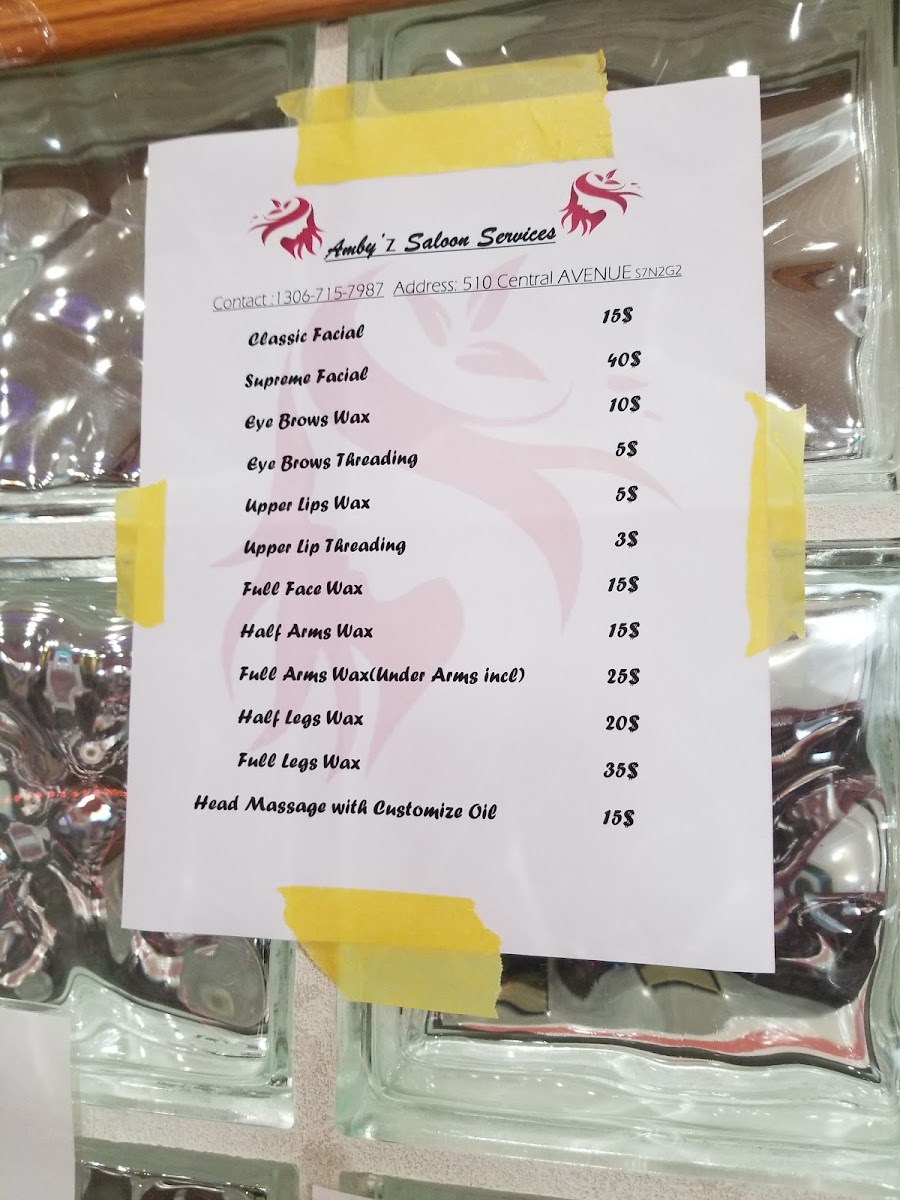 Amby'Z Saloon Services
Contact :1306-715-7987 Address: 510 Central AVENUE S7N2G2
Classic Facial 15$
Supreme Facial 40$
Eye Brows Wax 10$
Eye Brows Threading 5$
Upper Lips Wax 5$
Upper Lip Threading 3$
Full Face Wax 15$
Half Arms Wax 15$
Full Arms Wax(Under Arms incl) 25$
Half Legs Wax 20$
Full Legs Wax 35$
Head Massage with Customize Oil 15$